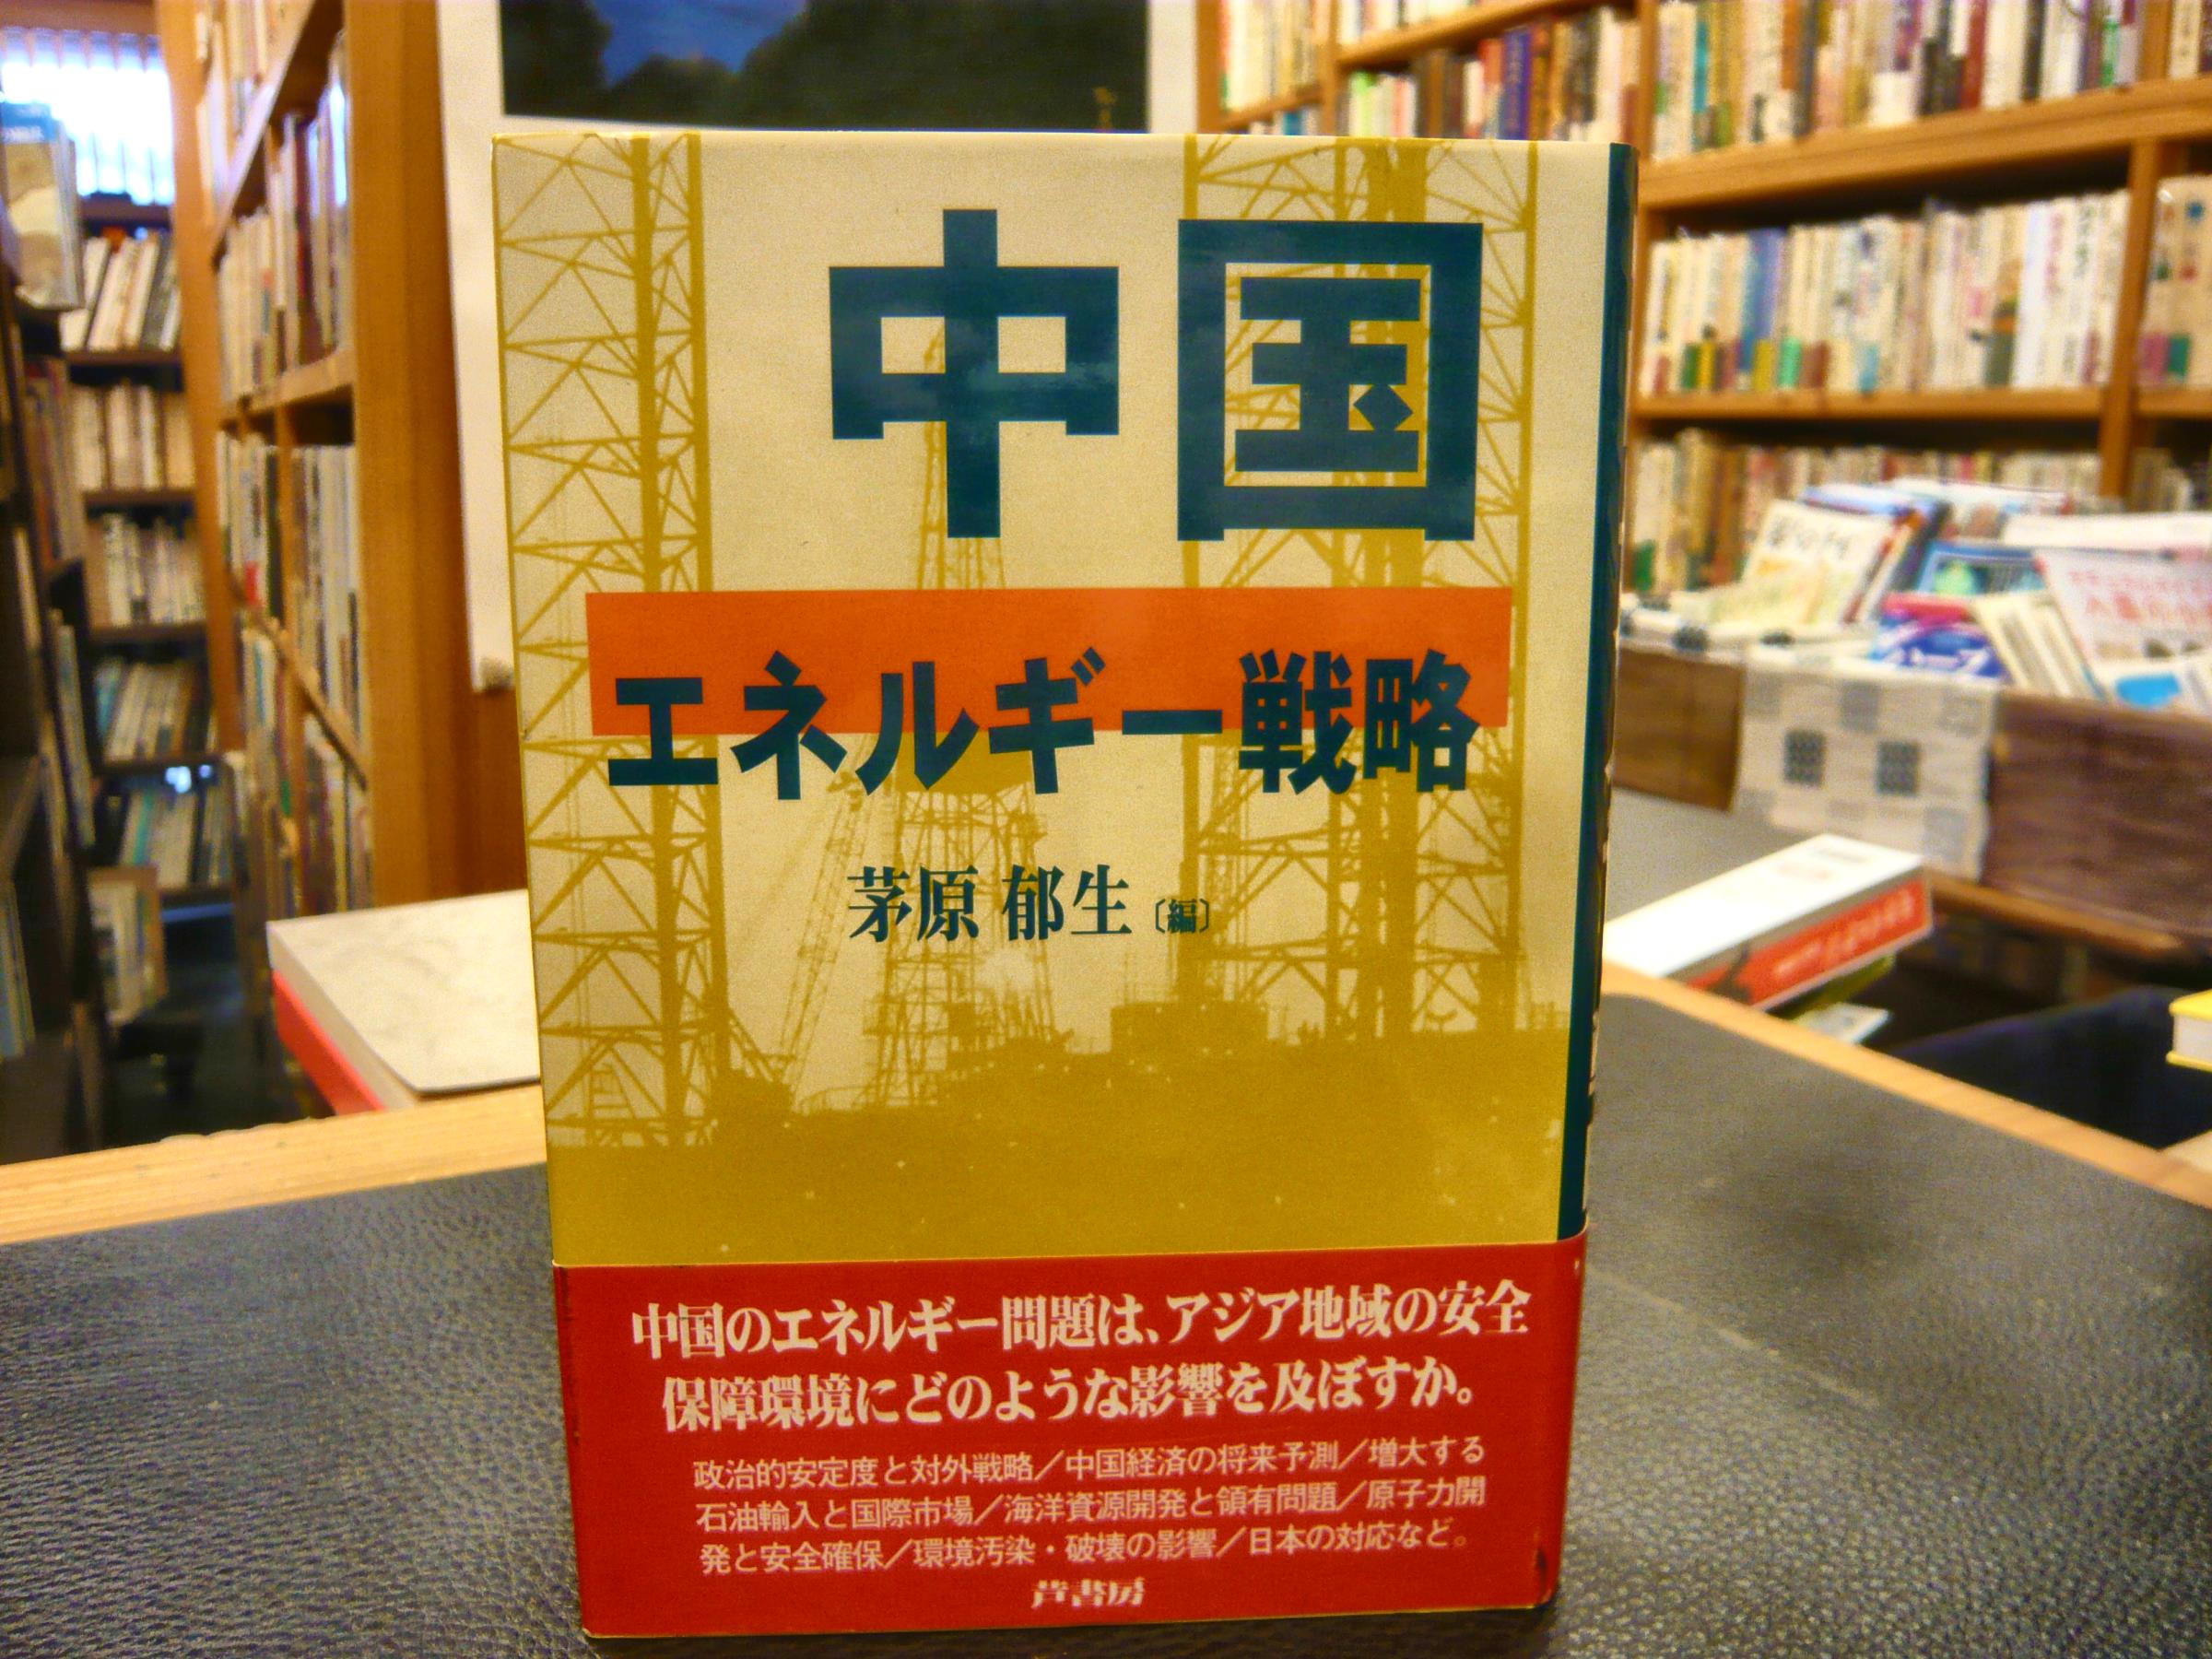 中国
エネルギー戦略
茅原 郁生〔編〕
中国のエネルギー問題は、アジア地域の安全
保障環境にどのような影響を及ぼすか。
政治的安定度と対外戦略／中国経済の将来予測／増大する
石油輸入と国際市場／海洋資源開発と領有問題／原子力開
発と安全確保／環境汚染・破壊の影響／日本の対応など。
芦書房